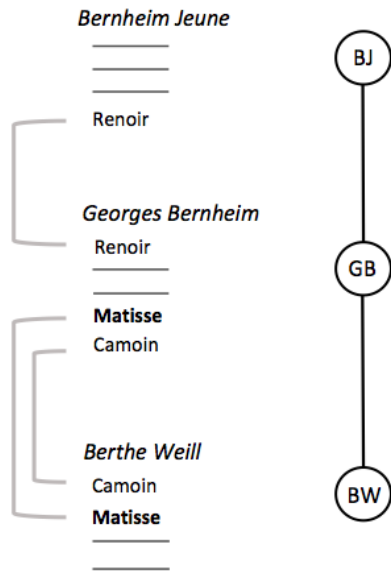 Bernheim Jeune
BJ
Renoir
Georges Bernheim
Renoir
GB
Matisse
Camoin
Berthe Weill
Camoin
BW
Matisse